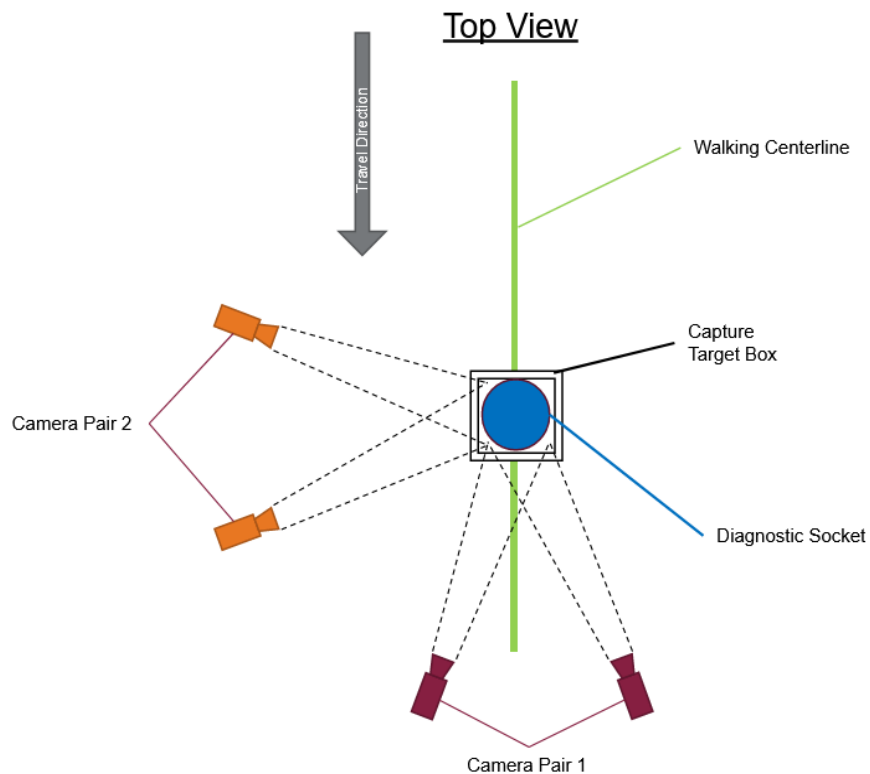 Top View
Travel Direction
Walking Centerline
Capture
Target Box
Camera Pair 2
Diagnostic Socket
Camera Pair 1